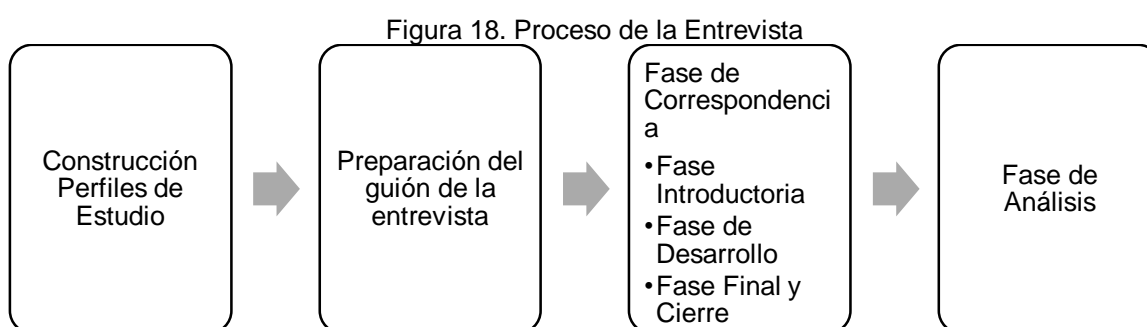 Figura 18. Proceso de la Entrevista
Construcción
Perfiles de
Estudio
Preparación del
guión de la
entrevista
Fase de
Correspondenci
a
•Fase
Introductoria
•Fase de
Desarrollo
•Fase Final y
Cierre
Fase de
Análisis